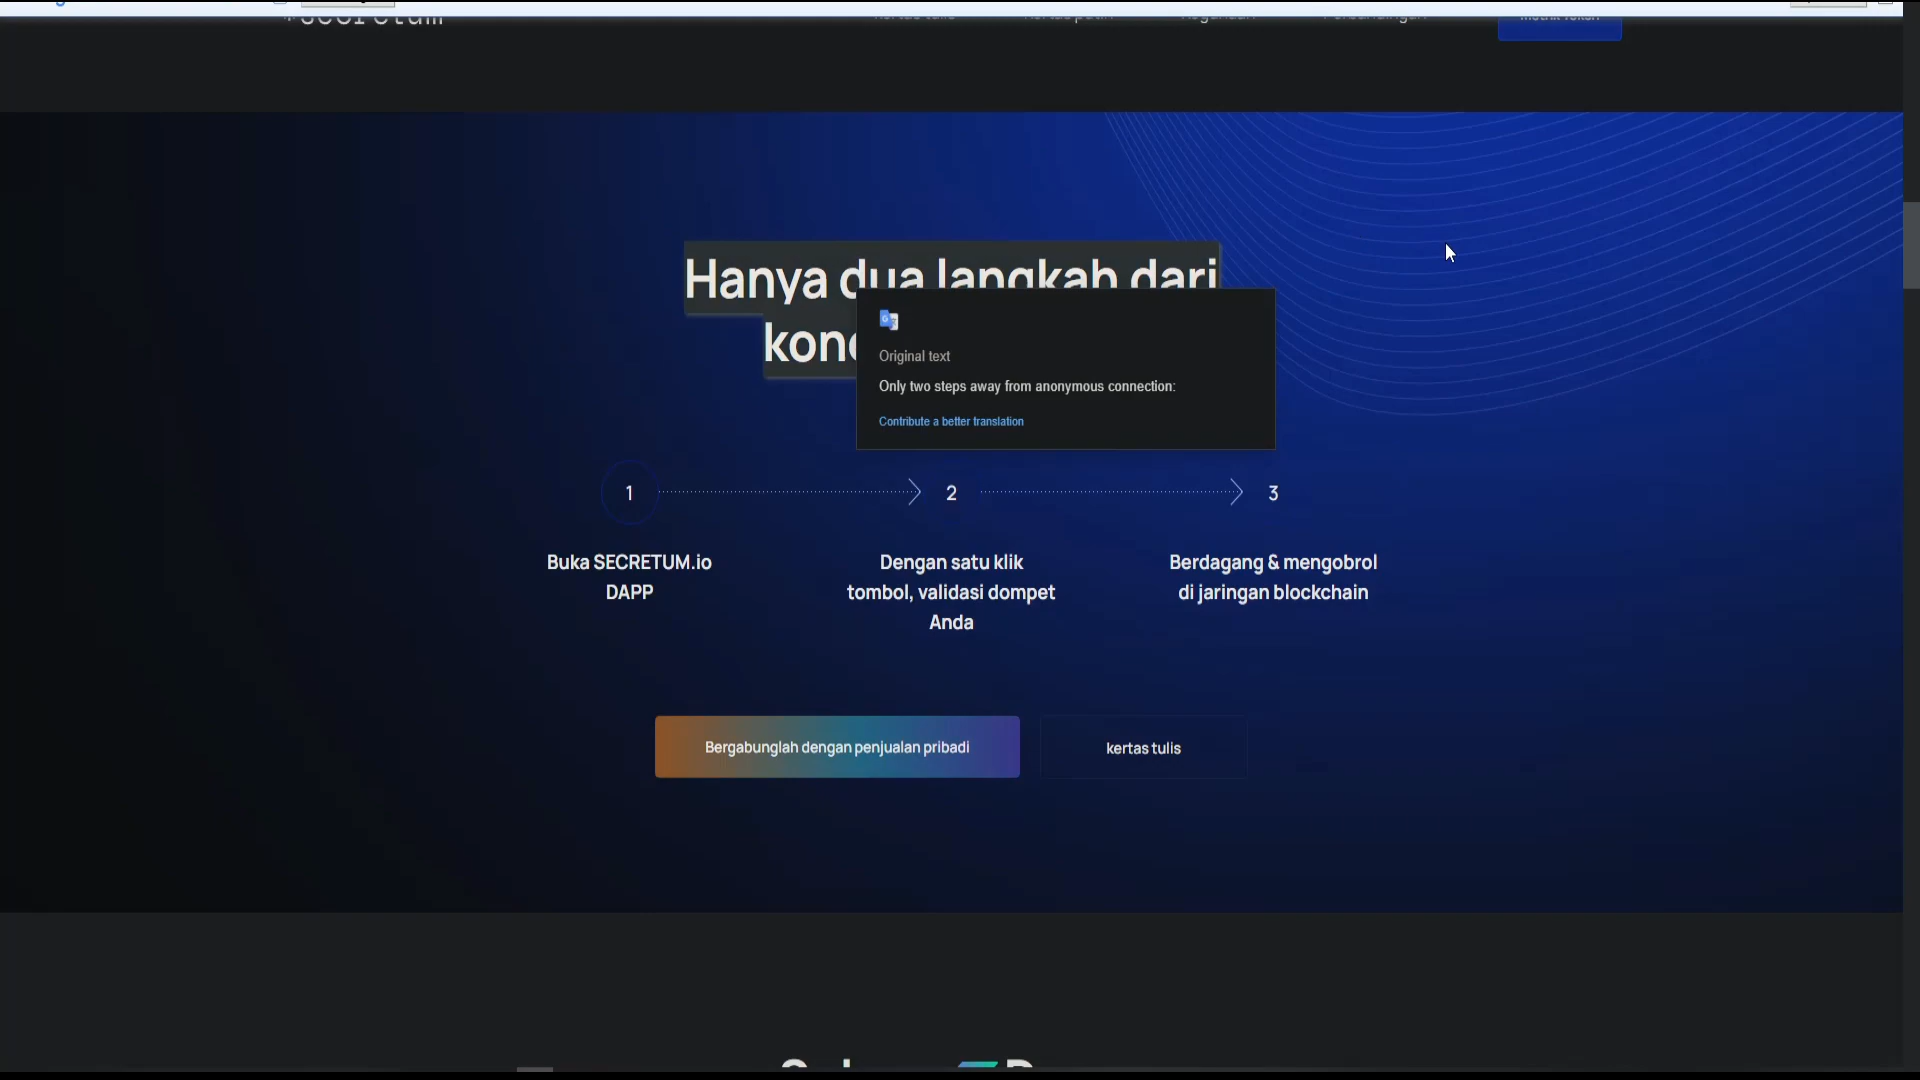 secretum
Hanya dua langkah dari
Original text
Only two steps away from anonymous connection:
Contribute a better translation
1
2
3
Buka SECRETUM.io
DAPP
Dengan satu klik
tombol, validasi dompet
Anda
Berdagang & mengobrol
di jaringan blockchain
Bergabunglah dengan penjualan pribadi
kertas tulis